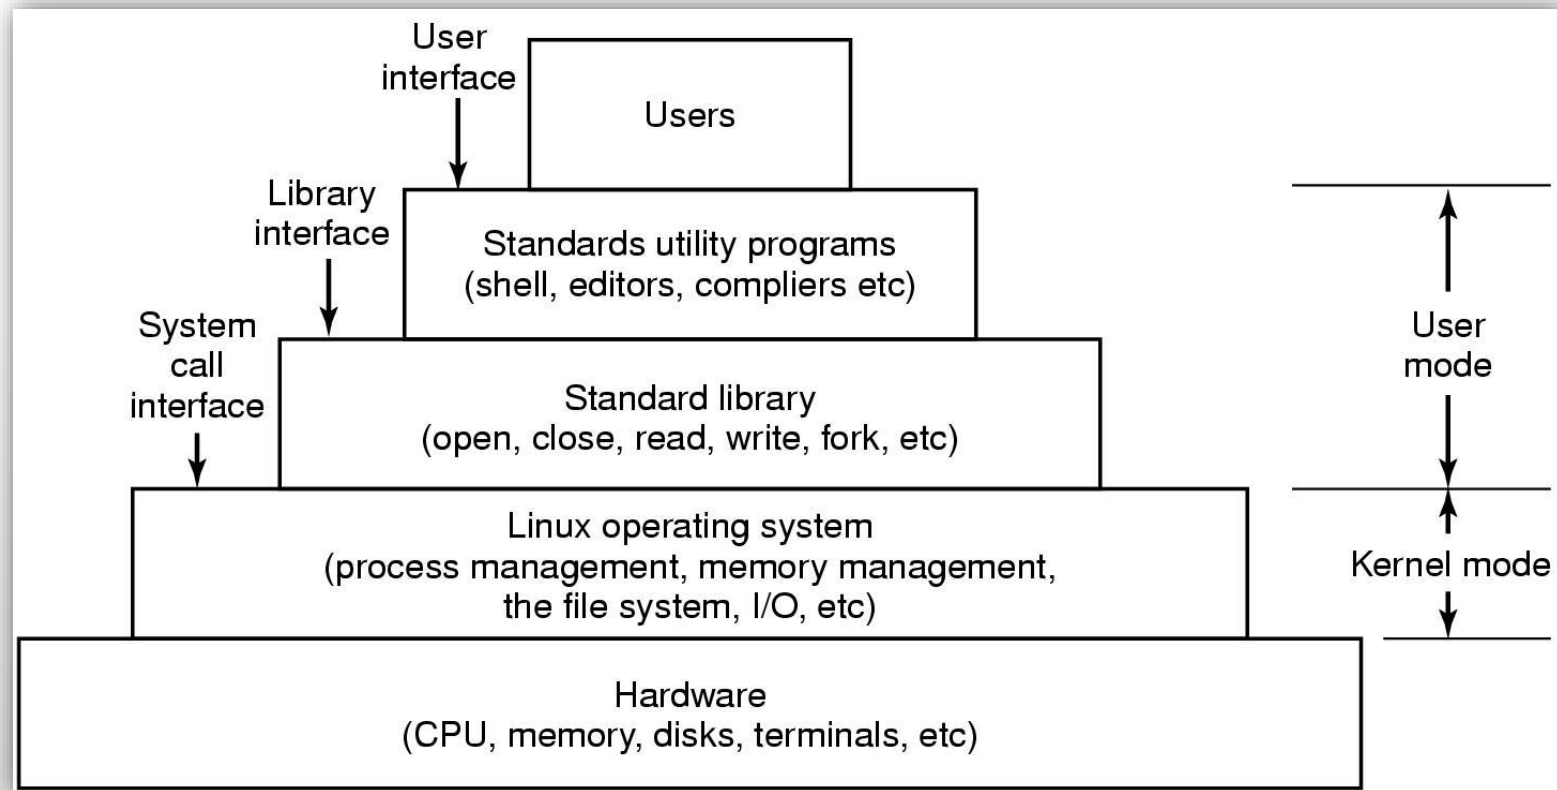 User
interface
Users
Library
interface
Standards utility programs
(shell, editors, compliers etc)
System
call
interface
User
mode
Standard library
(open, close, read, write, fork, etc)
Linux operating system
(process management, memory management,
the file system, I/O, etc)
Kernel mode
Hardware
(CPU, memory, disks, terminals, etc)